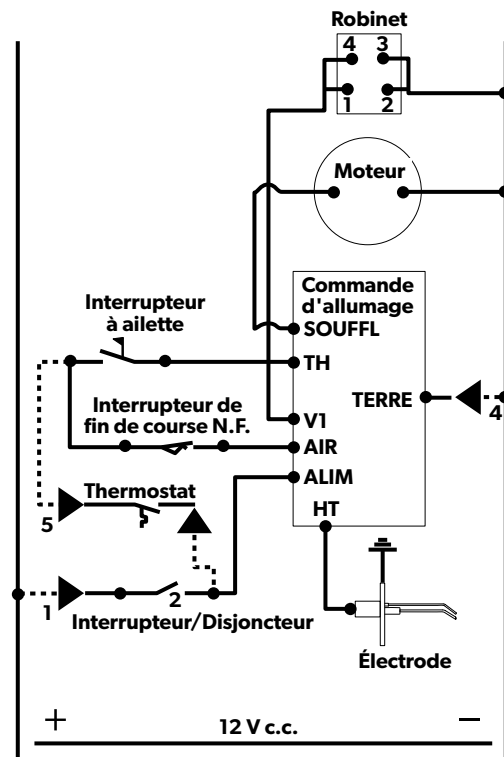 Robinet
4 3
1 2
Moteur
Commande
d'allumage
Interrupteur
à ailette
SOUFFL
TH
TERRE
4
Interrupteur de
fin de course N.F.
V1
AIR
ALIM
Thermostat
5
HT
1
2
Interrupteur/Disjoncteur
Électrode
+ 12 V c.c. −